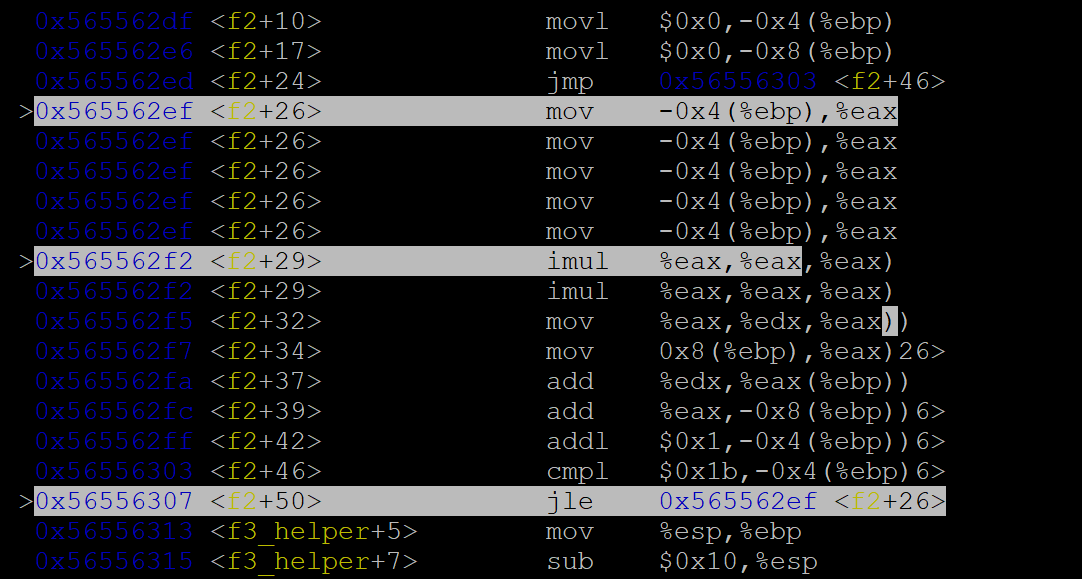 0x565562df <f2+10> movl $0x0,-0x4(%ebp)
0x565562e6 <f2+17> movl $0x0,-0x8(%ebp)
0x565562ed <f2+24> jmp 0x56556303 <f2+46>
>0x565562ef <f2+26> mov -0x4(%ebp),%eax
0x565562ef <f2+26> mov -0x4(%ebp),%eax
0x565562ef <f2+26> mov -0x4(%ebp),%eax
0x565562ef <f2+26> mov -0x4(%ebp),%eax
0x565562ef <f2+26> mov -0x4(%ebp),%eax
>0x565562f2 <f2+29> imul %eax,%eax,%eax)
0x565562f2 <f2+29> imul %eax,%eax,%eax)
0x565562f5 <f2+32> mov %eax,%edx,%eax))
0x565562f7 <f2+34> mov 0x8(%ebp),%eax)26>
0x565562fa <f2+37> add %edx,%eax(%ebp))
0x565562fc <f2+39> add %eax,-0x8(%ebp))6>
0x565562ff <f2+42> addl $0x1,-0x4(%ebp))6>
0x56556303 <f2+46> cmpl $0x1b,-0x4(%ebp)6>
>0x56556307 <f2+50> jle 0x565562ef <f2+26>
0x56556313 <f3_helper+5> mov %esp,%ebp
0x56556315 <f3_helper+7> sub $0x10,%esp